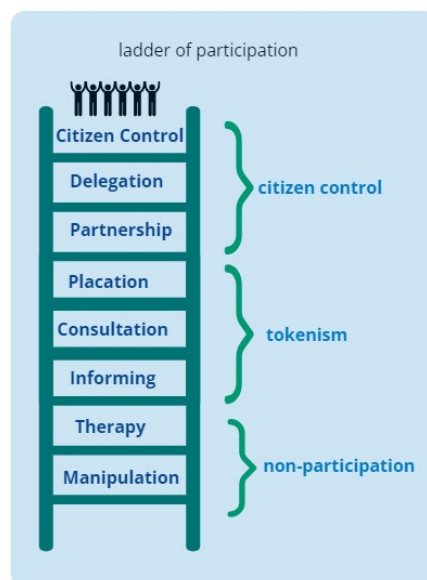 ladder of participation
Citizen Control
Delegation
Partnership
citizen control
Placation
Consultation
Informing
tokenism
Therapy
Manipulation
non-participation